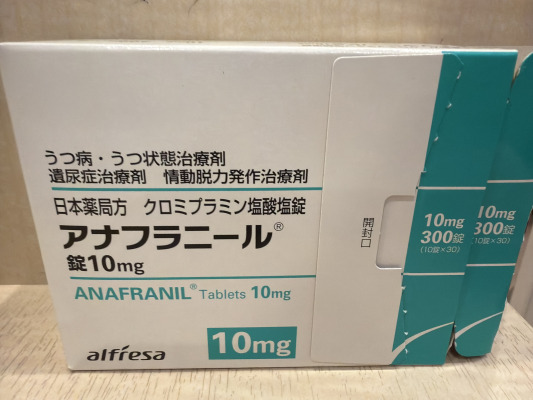 うつ病・うつ状態治療剤
遺尿症治療剤 情動脱力発作治療剤
日本薬局方 クロミプラミン塩酸塩錠
アナフラニール®
錠10mg
ANAFRANIL® Tablets 10mg
10mg
alfresa
開封口
10mg
300錠
(10錠×30)
10mg
300錠
(10錠×30)